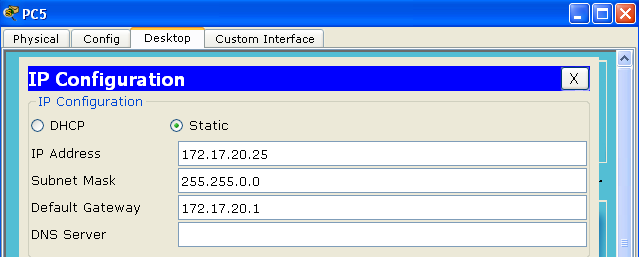 PC5
Physical Config Desktop Custom Interface
IP Configuration X
IP Configuration
DHCP Static
IP Address 172.17.20.25
Subnet Mask 255.255.0.0
Default Gateway 172.17.20.1
DNS Server